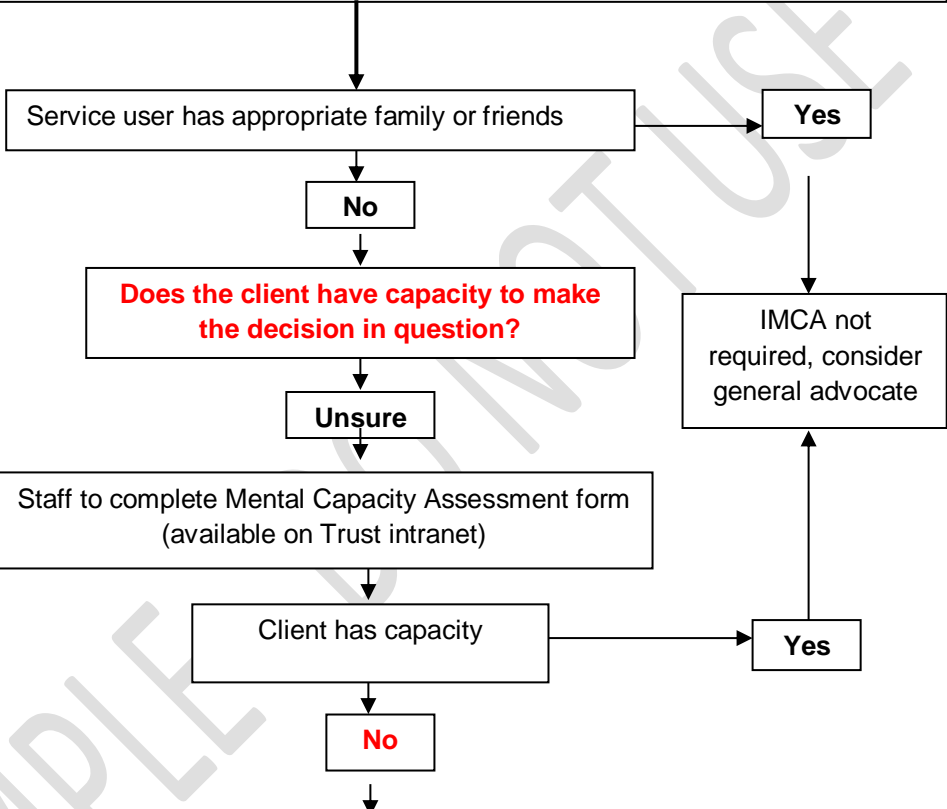 Service user has appropriate family or friends
Yes
No
Does the client have capacity to make
the decision in question?
IMCA not
required, consider
general advocate
Unsure
Staff to complete Mental Capacity Assessment form
(available on Trust intranet)
Client has capacity
Yes
No
MPLE DO NOT USE